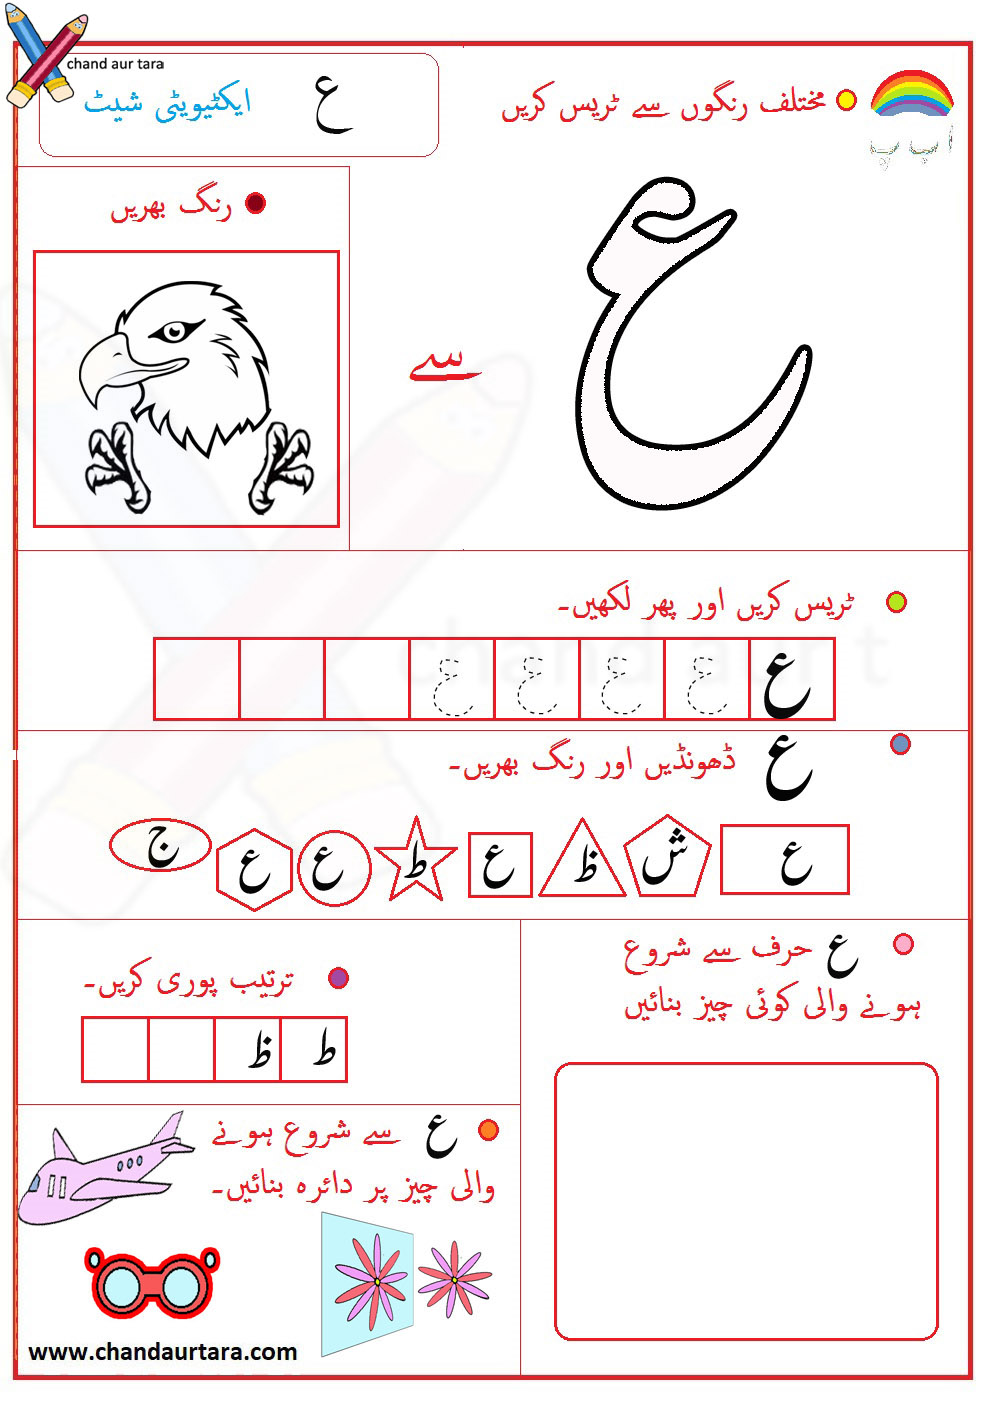 chand aur tara
ع ایکٹیویٹی شیٹ
مختلف رنگوں سے ٹریس کریں
ا پ پ
رنگ بھریں
ع سے
ٹریس کریں اور پھر لکھیں۔
ع ع ع ع ع
ع ڈھونڈیں اور رنگ بھریں۔
ع ش ظ ع ط ع ع ج
ع حرف سے شروع
ہونے والی کوئی چیز بنائیں
ترتیب پوری کریں۔
ط ظ
ع سے شروع ہونے
والی چیز پر دائرہ بنائیں۔
www.chandaurtara.com